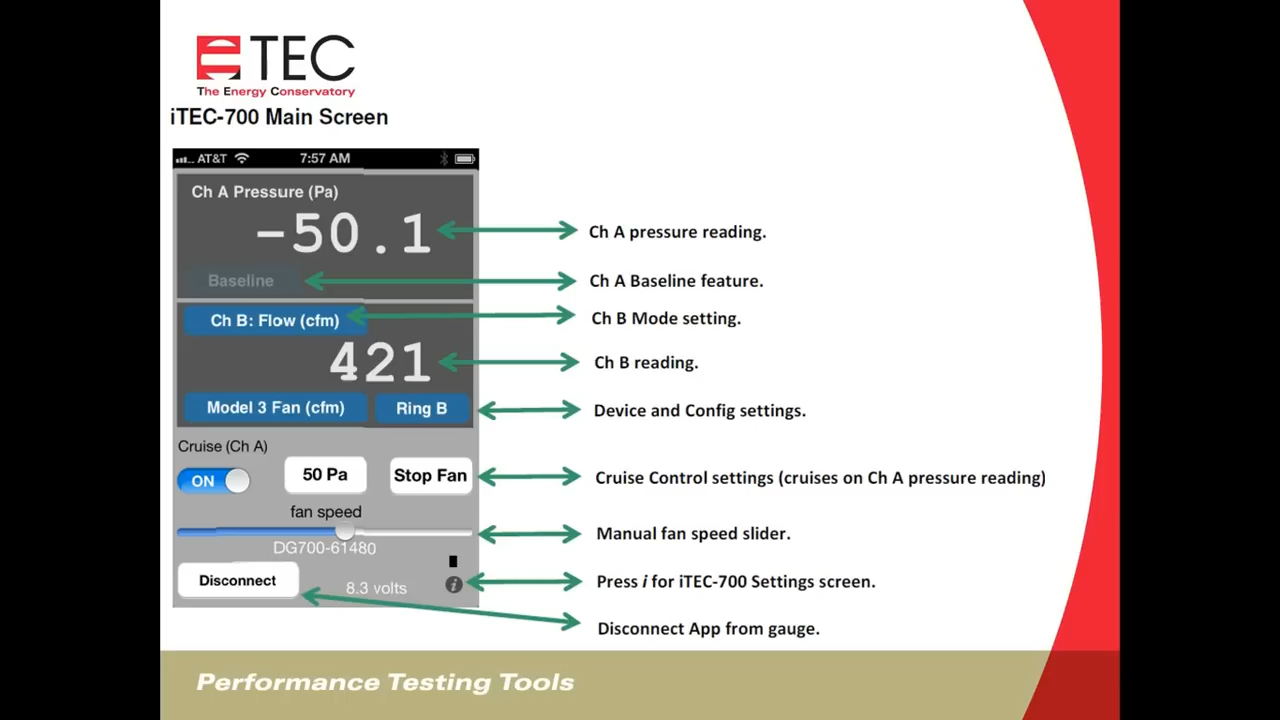 TEC
The Energy Conservatory
iTEC-700 Main Screen
AT&T 7:57 AM
Ch A Pressure (Pa)
-50.1
Ch A pressure reading.
Baseline
Ch A Baseline feature.
Ch B: Flow (cfm)
Ch B Mode setting.
421
Ch B reading.
Model 3 Fan (cfm) Ring B
Device and Config settings.
Cruise (Ch A)
ON 50 Pa Stop Fan
Cruise Control settings (cruises on Ch A pressure reading)
fan speed
Manual fan speed slider.
DG700-61480
Disconnect 8.3 volts i
Press i for iTEC-700 Settings screen.
Disconnect App from gauge.
Performance Testing Tools